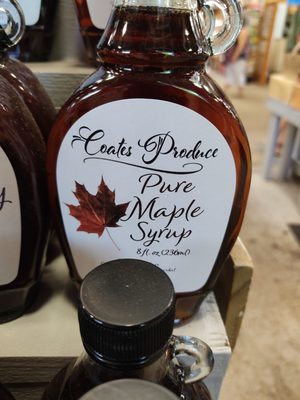 Coates Produce
Pure
Maple
Syrup
8 fl. oz (236ml)